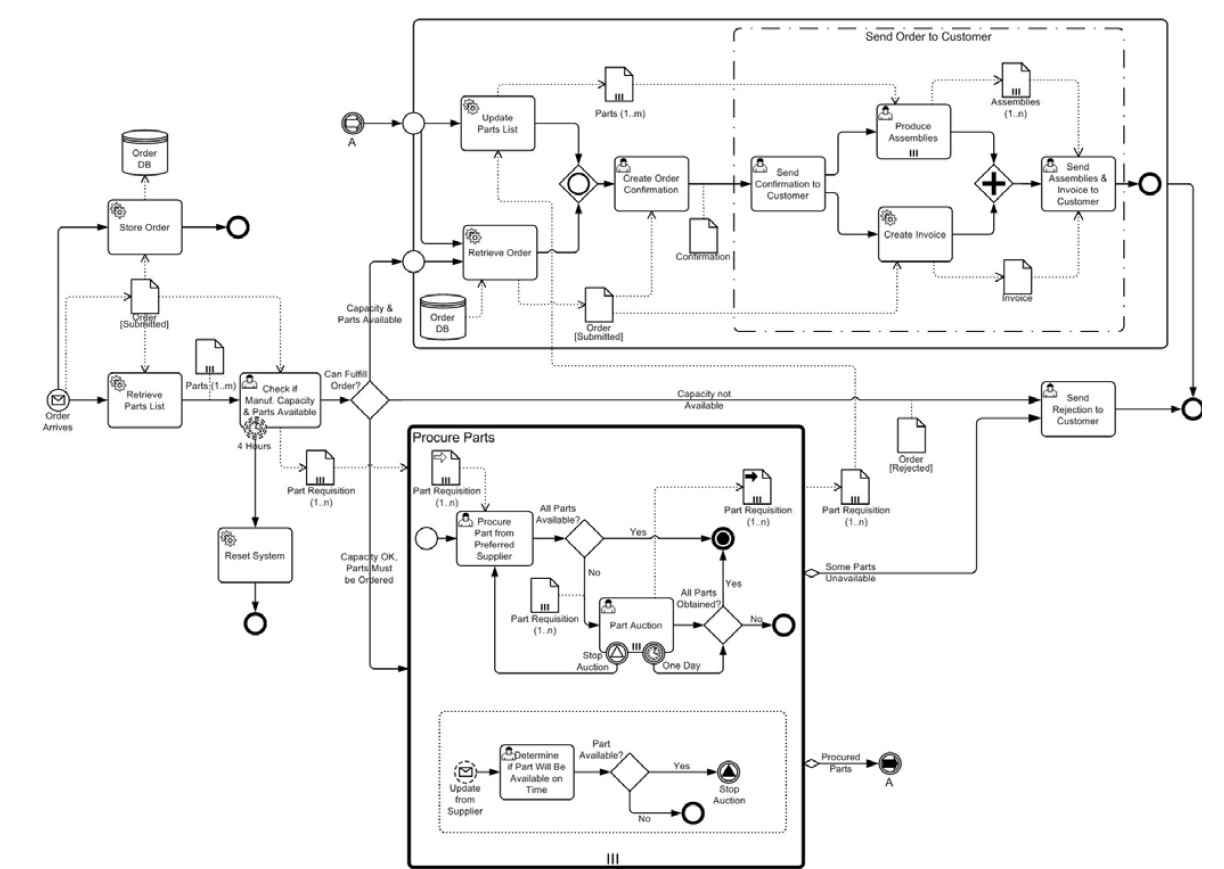 Send Order to Customer
Update
Parts List
Parts (1..m)
Produce
Assemblies
Assemblies
(1..n)
A
Order
DB
Create Order
Confirmation
Send
Confirmation to
Customer
Send
Assemblies &
Invoice to
Customer
Store Order
Retrieve Order
Create Invoice
Confirmation
Invoice
Capacity &
Parts Available
Order
DB
Order
[Submitted]
Order
[Submitted]
Parts (1..m)
Can Fulfill
Order?
Order
Arrives
Retrieve
Parts List
Check if
Manuf. Capacity
& Parts Available
4 Hours
Capacity not
Available
Send
Rejection to
Customer
Order
[Rejected]
Procure Parts
Part Requisition
(1..n)
Part Requisition
(1..n)
Part Requisition
(1..n)
Part Requisition
(1..n)
All Parts
Available?
Procure
Part from
Preferred
Supplier
Yes
No
Reset System
Capacity OK,
Parts Must
be Ordered
Some Parts
Unavailable
All Parts
Obtained?
Yes
No
Part Requisition
(1..n)
Part Auction
Stop
Auction
One Day
Part
Available?
Determine
if Part Will Be
Available on
Time
Yes
Update
from
Supplier
Stop
Auction
No
Procured
Parts
A